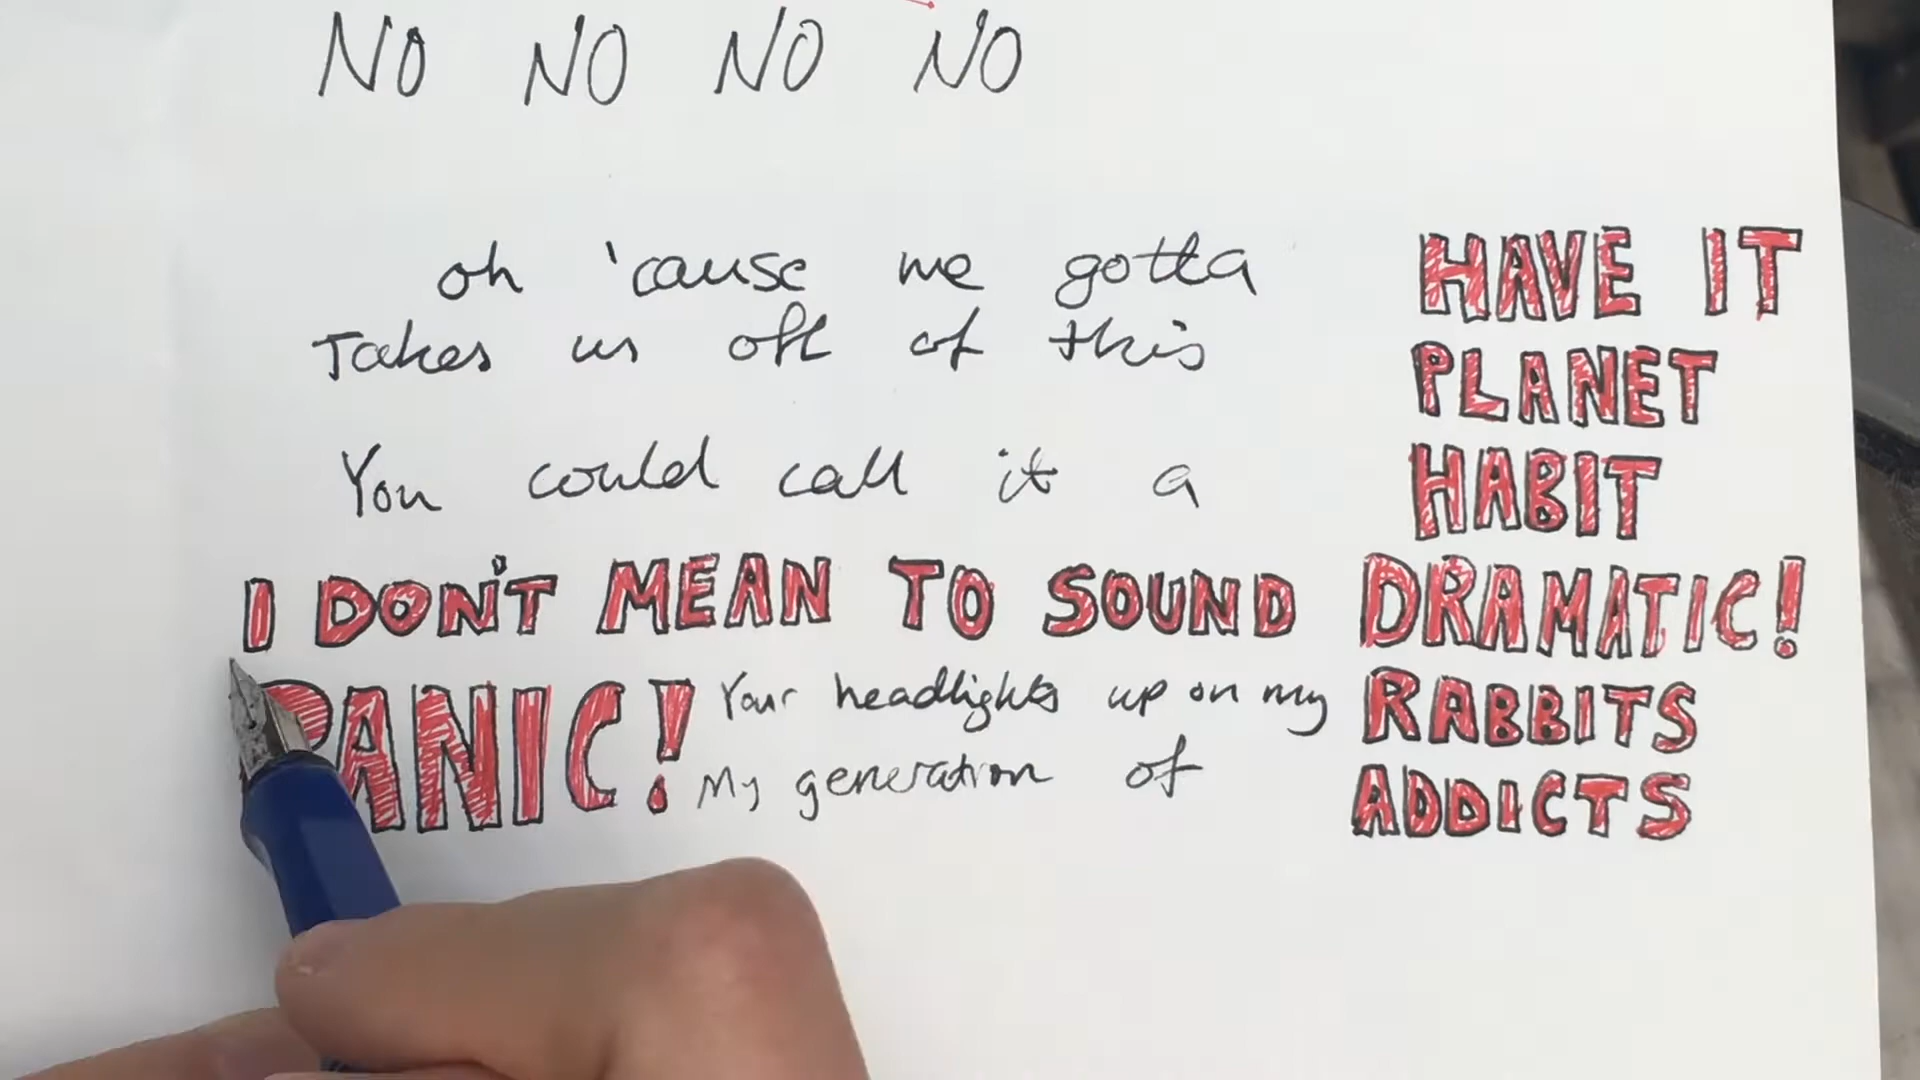 NO NO NO NO
oh 'cause we gotta HAVE IT
Takes us off of this PLANET
You could call it a HABIT
I DON'T MEAN TO SOUND DRAMATIC!
PANIC! Your headlights up on my RABBITS
My generation of ADDICTS